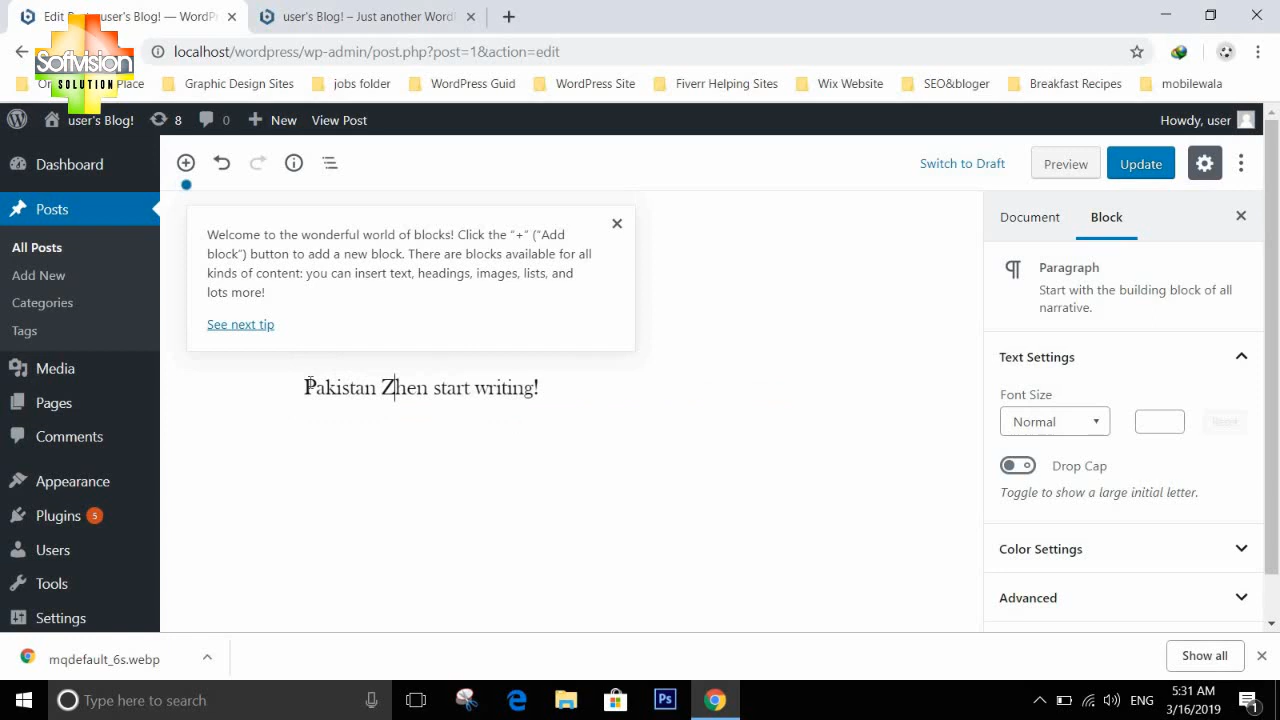 Edit Post
user's Blog! — WordPr
user's Blog! – Just another Word
localhost/wordpress/wp-admin/post.php?post=1&action=edit
Place
Graphic Design Sites
jobs folder
WordPress Guid
WordPress Site
Fiverr Helping Sites
Wix Website
SEO&bloger
Breakfast Recipes
mobilewala
Softvision
SOLUTION
user's Blog!
8
0
New
View Post
Howdy, user
Dashboard
Posts
All Posts
Add New
Categories
Tags
Media
Pages
Comments
Appearance
Plugins 5
Users
Tools
Settings
Switch to Draft
Preview
Update
Welcome to the wonderful world of blocks! Click the “+” (“Add
block”) button to add a new block. There are blocks available for all
kinds of content: you can insert text, headings, images, lists, and
lots more!
See next tip
Pakistan Zhen start writing!
Document
Block
Paragraph
Start with the building block of all
narrative.
Text Settings
Font Size
Normal
Reset
Drop Cap
Toggle to show a large initial letter.
Color Settings
Advanced
mqdefault_6s.webp
Show all
Type here to search
Ps
ENG
5:31 AM
3/16/2019
1